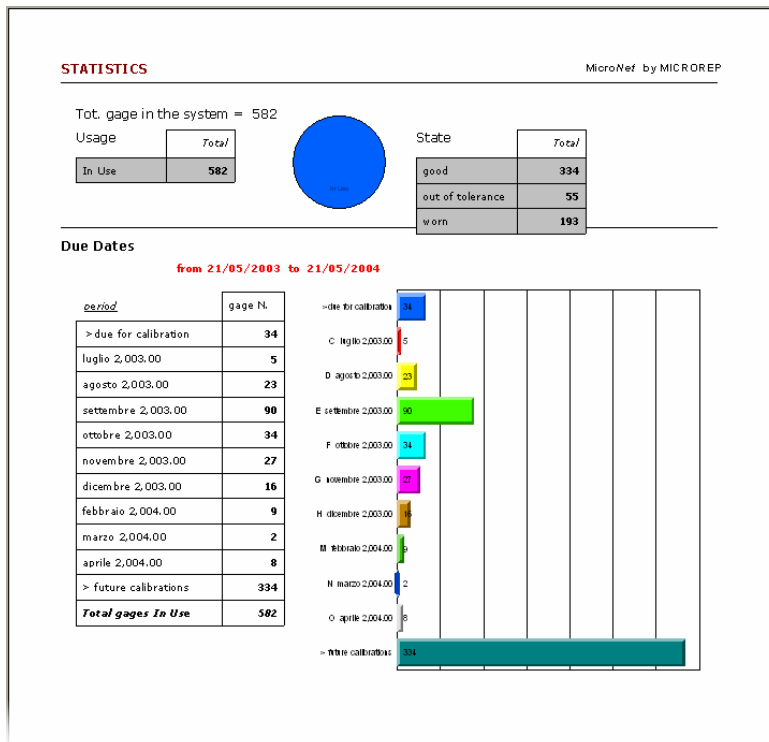 STATISTICS
MicroNet by MICROREP
Tot. gage in the system = 582
Usage
Total
In Use 582
In Use
State
Total
good 334
out of tolerance 55
worn 193
Due Dates
from 21/05/2003 to 21/05/2004
period gage N.
> due for calibration 34
luglio 2,003.00 5
agosto 2,003.00 23
settembre 2,003.00 90
ottobre 2,003.00 34
novembre 2,003.00 27
dicembre 2,003.00 16
febbraio 2,004.00 9
marzo 2,004.00 2
aprile 2,004.00 8
> future calibrations 334
Total gages In Use 582
> due for calibration 34
C luglio 2,003.00 5
D agosto 2,003.00 23
E settembre 2,003.00 90
F ottobre 2,003.00 34
G novembre 2,003.00 27
H dicembre 2,003.00 16
M febbraio 2,004.00 9
N marzo 2,004.00 2
O aprile 2,004.00 8
> future calibrations 334